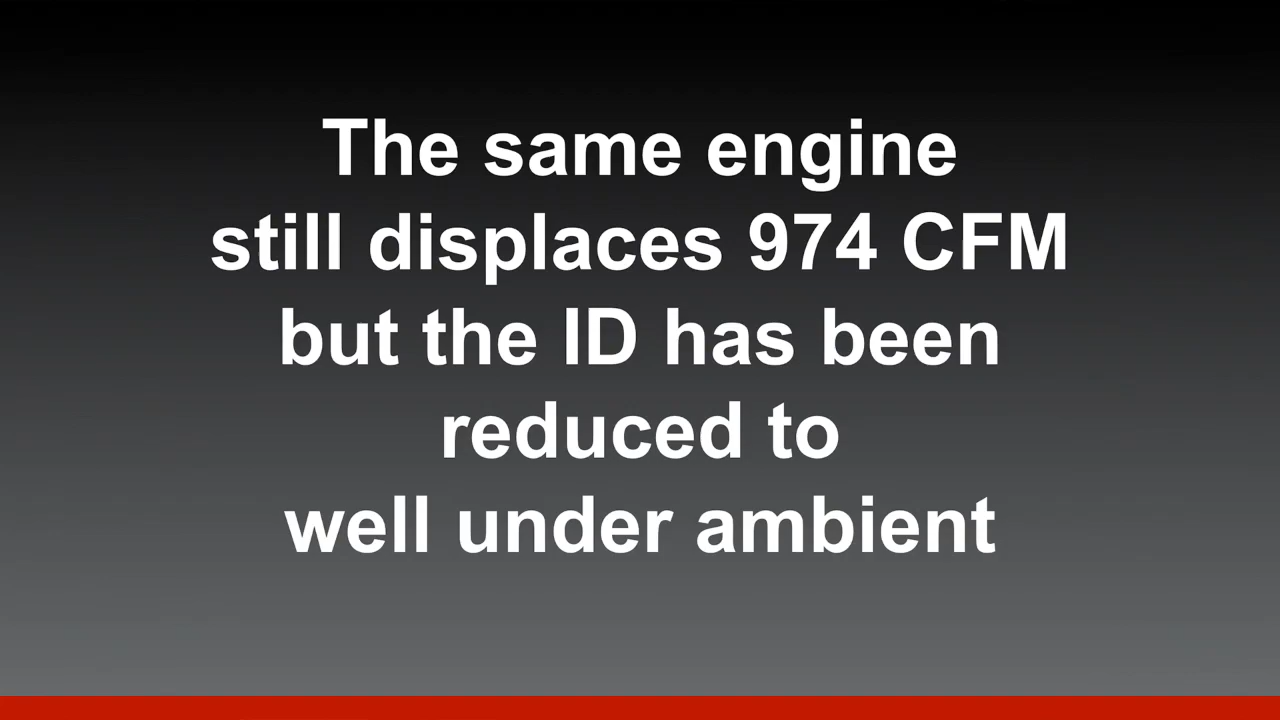 The same engine
still displaces 974 CFM
but the ID has been
reduced to
well under ambient